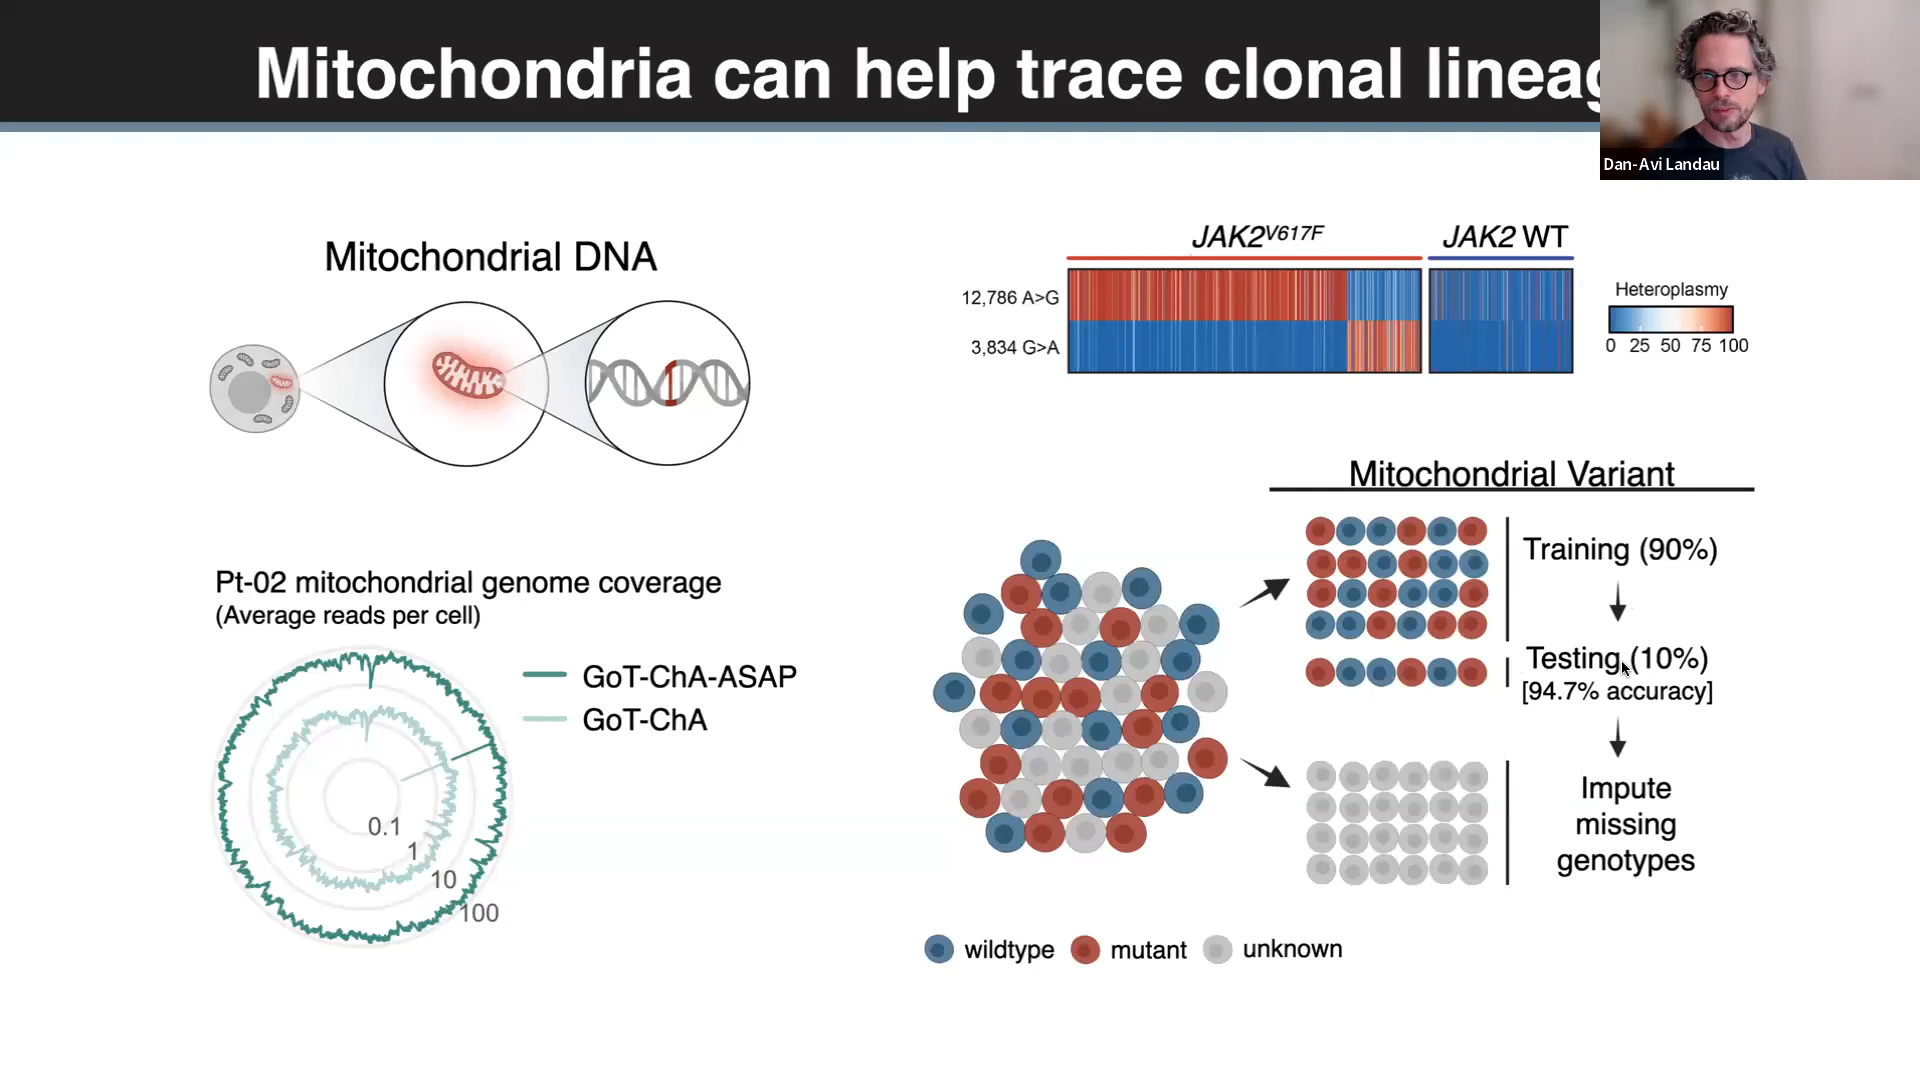 Mitochondria can help trace clonal lineag
Dan-Avi Landau
Mitochondrial DNA
JAK2V617F
JAK2 WT
12,786 A>G
3,834 G>A
Heteroplasmy
0 25 50 75 100
Pt-02 mitochondrial genome coverage
(Average reads per cell)
GoT-ChA-ASAP
GoT-ChA
0.1
1
10
100
Mitochondrial Variant
Training (90%)
Testing (10%)
[94.7% accuracy]
Impute
missing
genotypes
wildtype
mutant
unknown